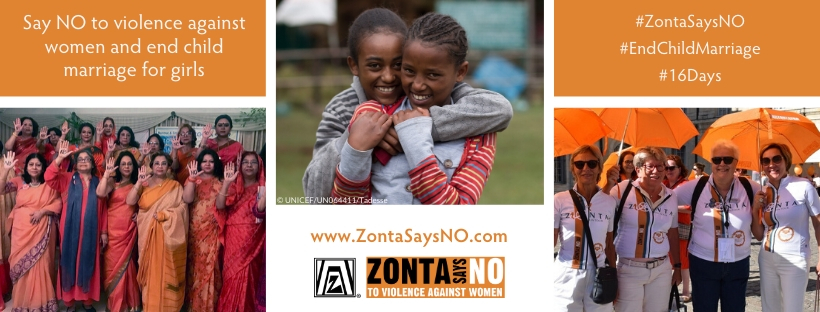 Say NO to violence against
women and end child
marriage for girls
© UNICEF/UN064411/Tadesse
www.ZontaSaysNO.com
ZONTA SAYS NO
TO VIOLENCE AGAINST WOMEN
#ZontaSaysNO
#EndChildMarriage
#16Days
ZONTA